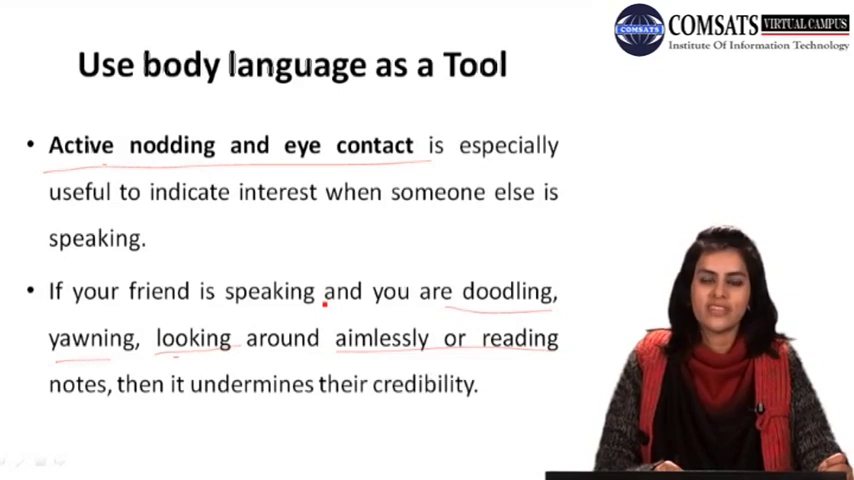 COMSATS VIRTUAL CAMPUS
Institute Of Information Technology
COMSATS
Use body language as a Tool
• Active nodding and eye contact is especially
useful to indicate interest when someone else is
speaking.
• If your friend is speaking and you are doodling,
yawning, looking around aimlessly or reading
notes, then it undermines their credibility.